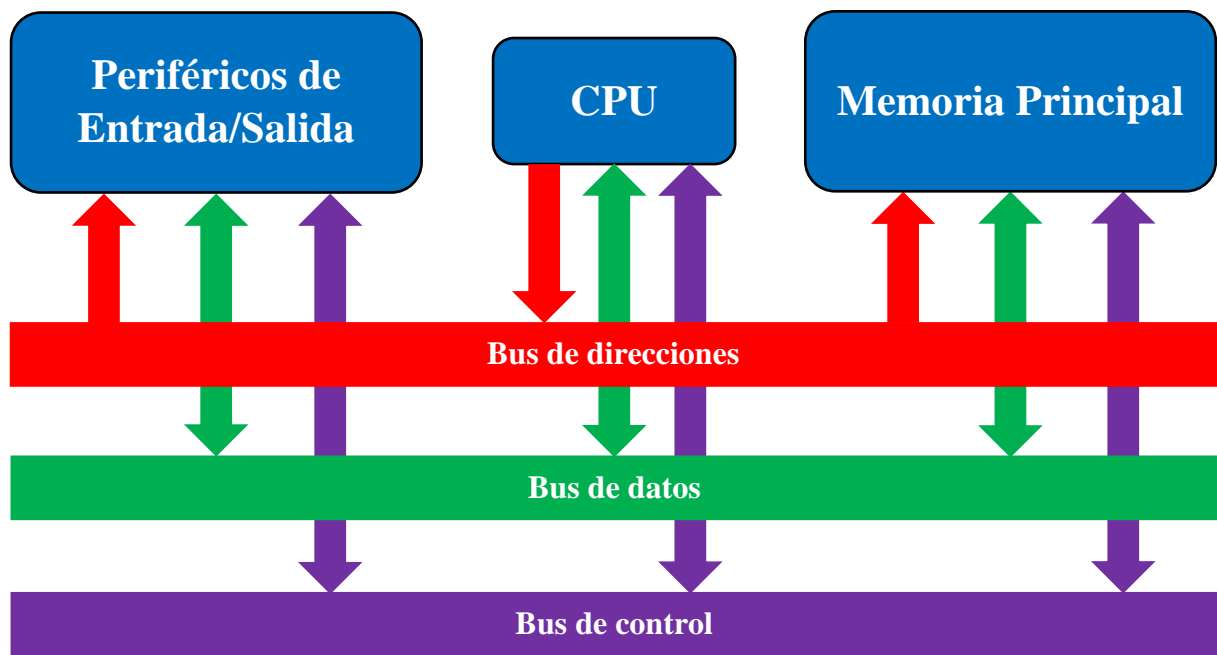 Periféricos de
Entrada/Salida
CPU
Memoria Principal
Bus de direcciones
Bus de datos
Bus de control